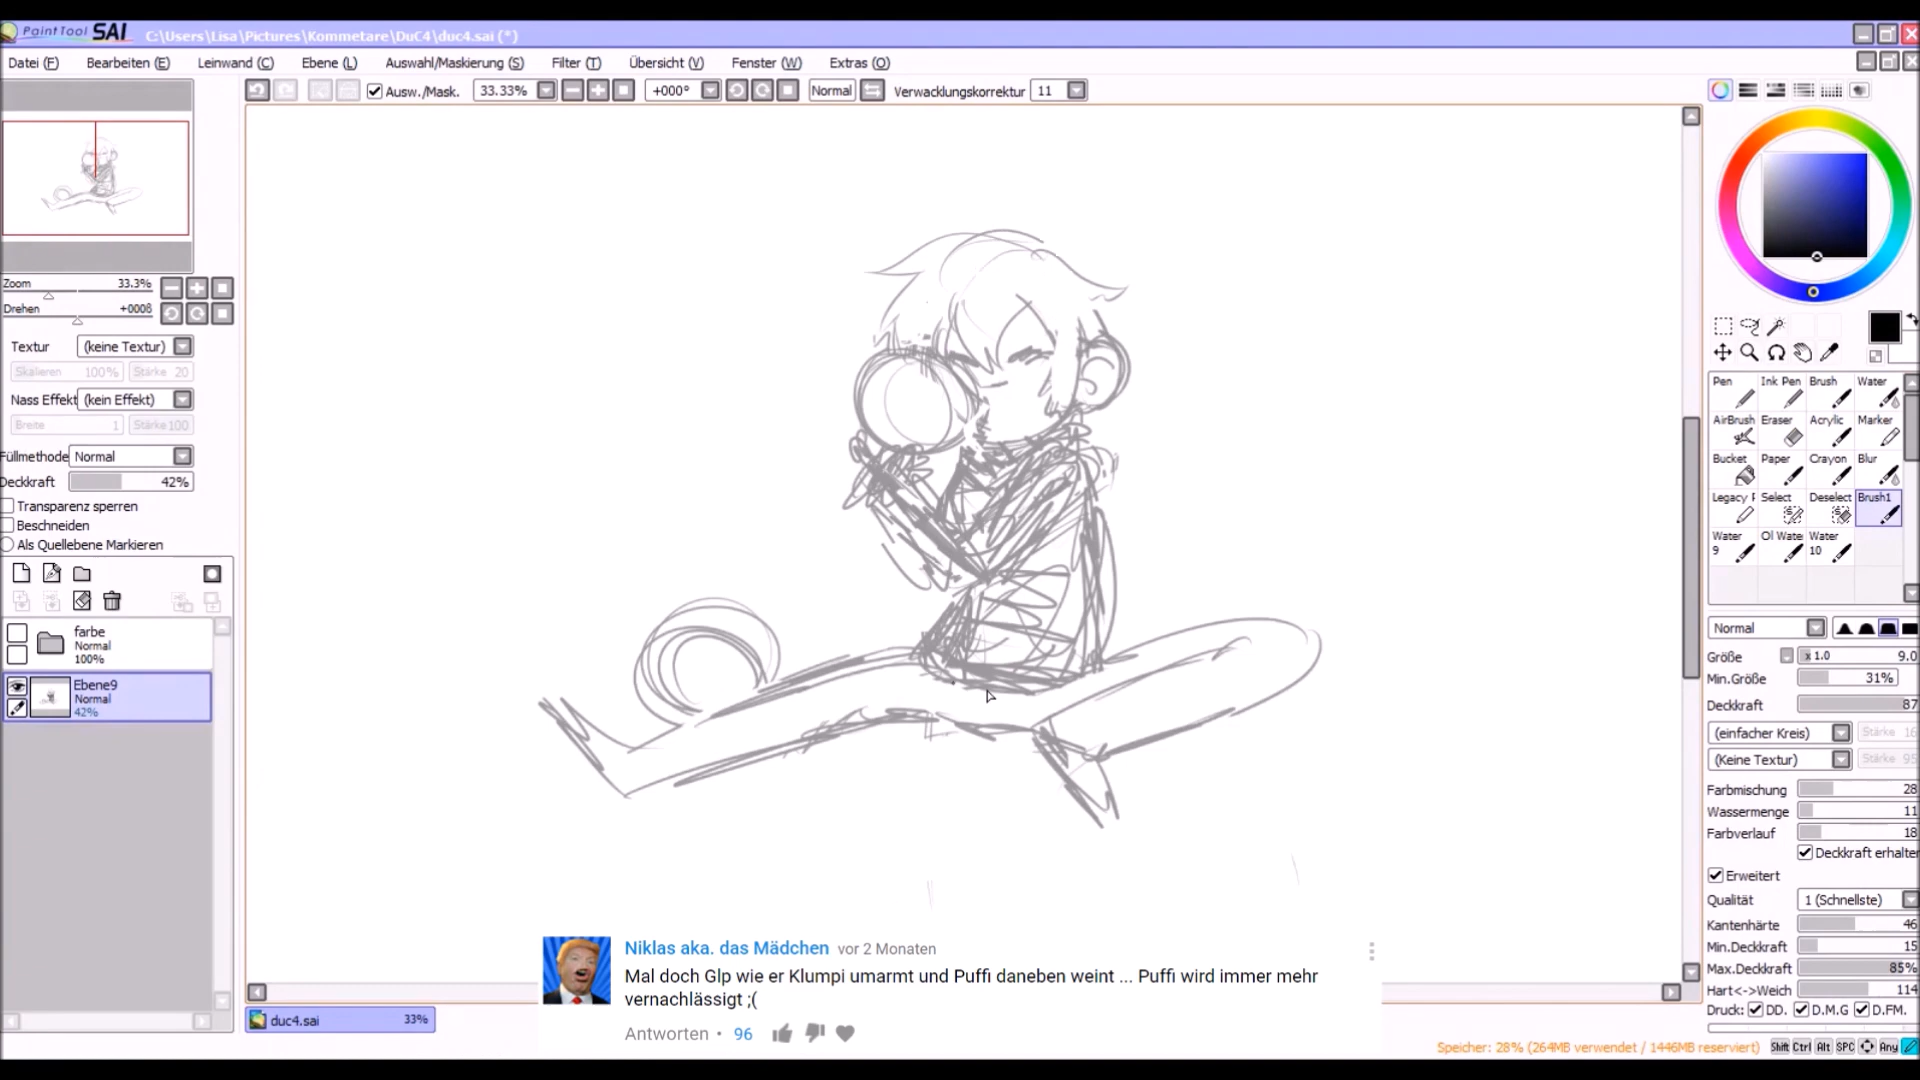 PaintTool SAI C:\Users\Lisa\Pictures\Kommetare\DuC4\duc4.sai (*)
Datei (F) Bearbeiten (E) Leinwand (C) Ebene (L) Auswahl/Maskierung (S) Filter (T) Übersicht (V) Fenster (W) Extras (O)
Ausw./Mask. 33.33% +000° Normal Verwacklungskorrektur 11
Zoom 33.3%
Drehen
Textur (keine Textur)
Skalieren 100% Stärke 20
Nass Effekt (kein Effekt)
Breite 1 Stärke 100
Füllmethode Normal
Deckkraft 42%
Transparenz sperren
Beschneiden
Als Quellebene Markieren
farbe
Normal
100%
Ebene9
Normal
42%
duc4.sai 33%
Pen Ink Pen Brush Water
AirBrush Eraser Acrylic Marker
Bucket Paper Crayon Blur
Legacy Select Deselect Brush1
Water 9 Ol Wate Water 10
Normal
Größe x 1.0 9.0
Min.Größe 31%
Deckkraft 87
(einfacher Kreis) Stärke 16
(Keine Textur) Stärke 95
Farbmischung 28
Wassermenge 11
Farbverlauf 18
Deckkraft erhalter
Erweitert
Qualität 1 (Schnellste)
Kantenhärte 46
Min.Deckkraft 15
Max.Deckkraft 85%
Hart<->Weich 114
Druck: DD. D.M.G D.FM.
Niklas aka. das Mädchen vor 2 Monaten
Mal doch Glp wie er Klumpi umarmt und Puffi daneben weint ... Puffi wird immer mehr
vernachlässigt ;(
Antworten • 96
Speicher: 28% (264MB verwendet / 1446MB reserviert) Shift Ctrl Alt SPC Any